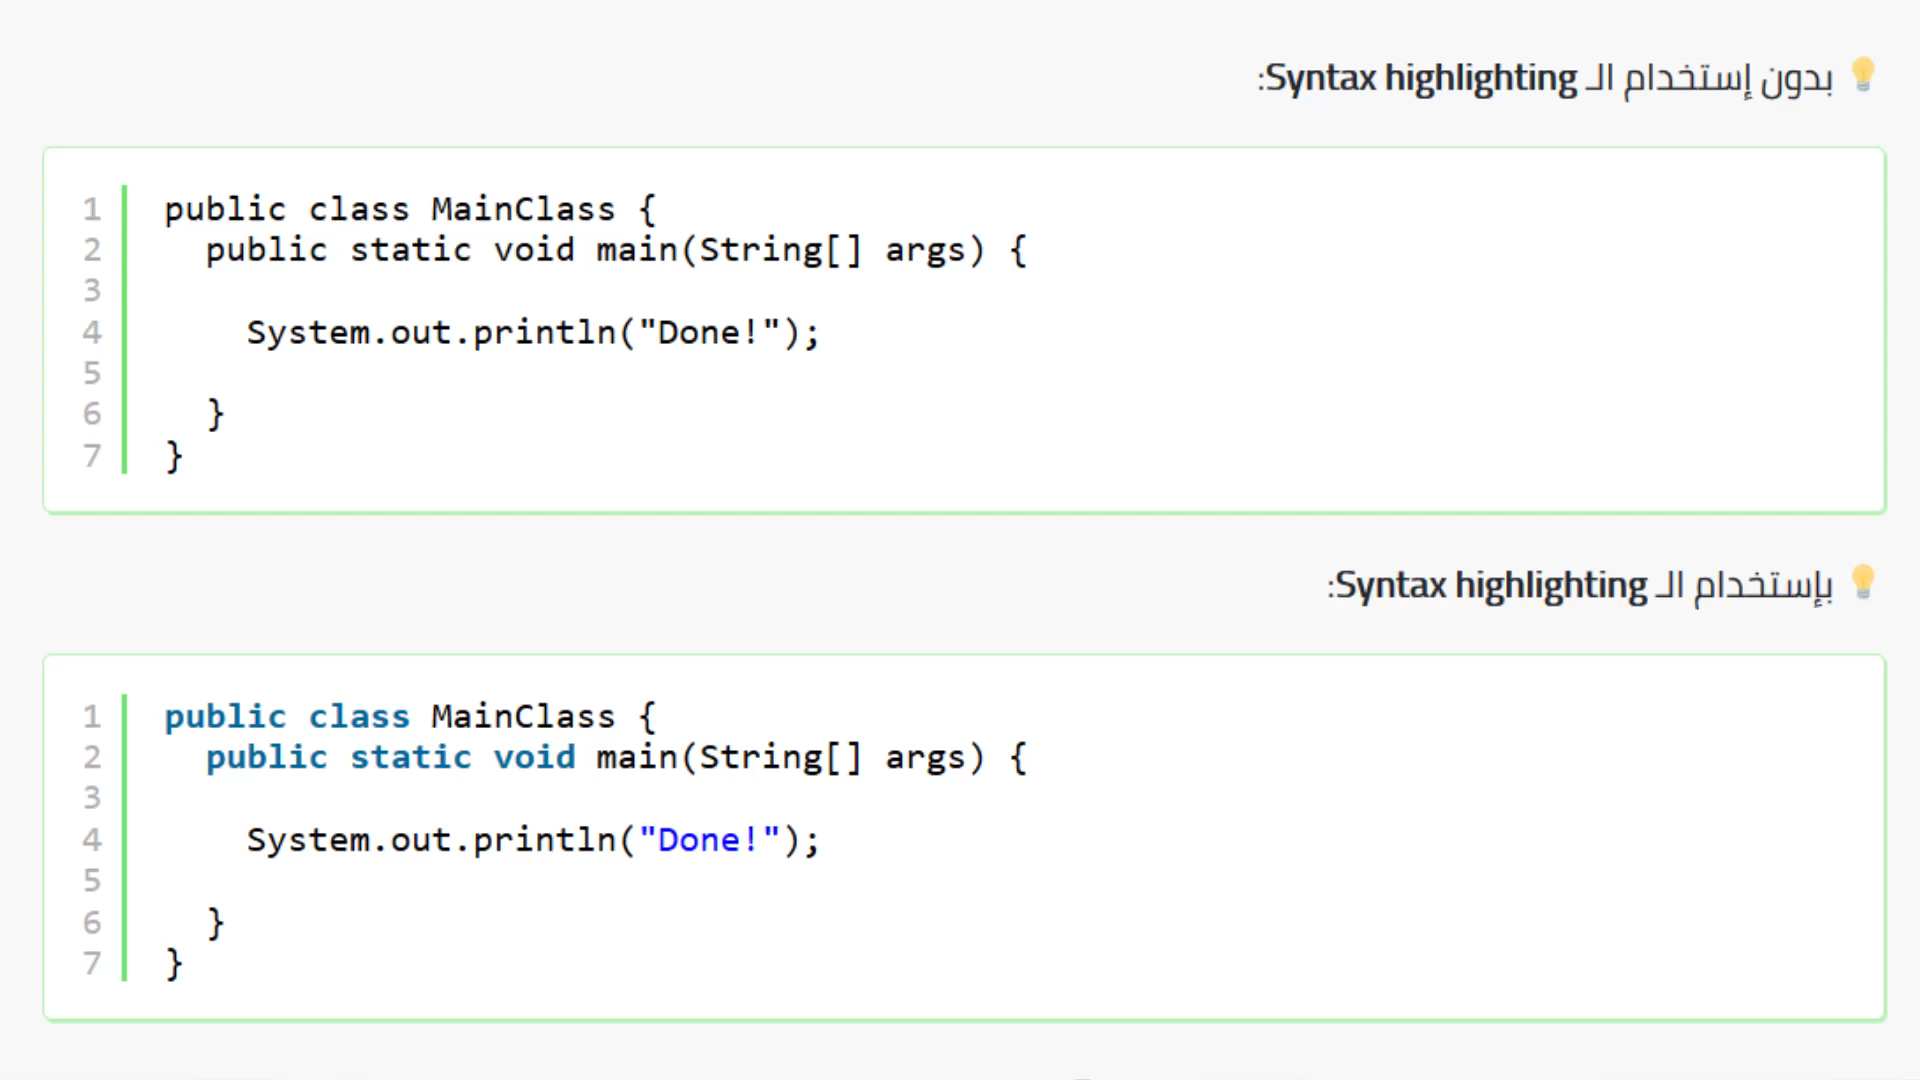 بدون إستخدام الـ Syntax highlighting:
1 public class MainClass {
2   public static void main(String[] args) {
3
4     System.out.println("Done!");
5
6   }
7 }
بإستخدام الـ Syntax highlighting:
1 public class MainClass {
2   public static void main(String[] args) {
3
4     System.out.println("Done!");
5
6   }
7 }